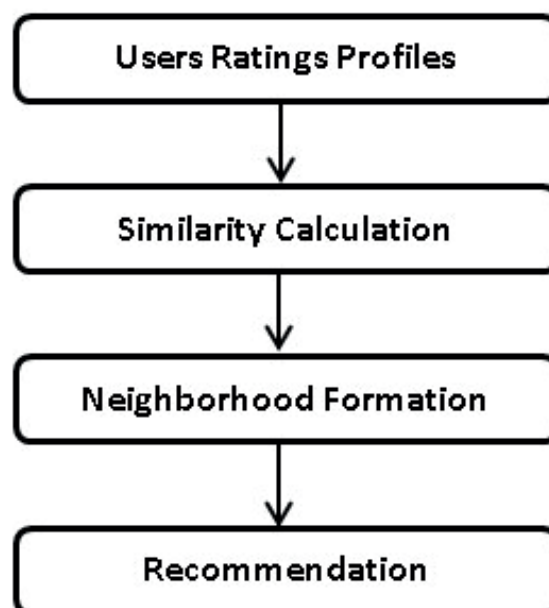 Users Ratings Profiles
Similarity Calculation
Neighborhood Formation
Recommendation